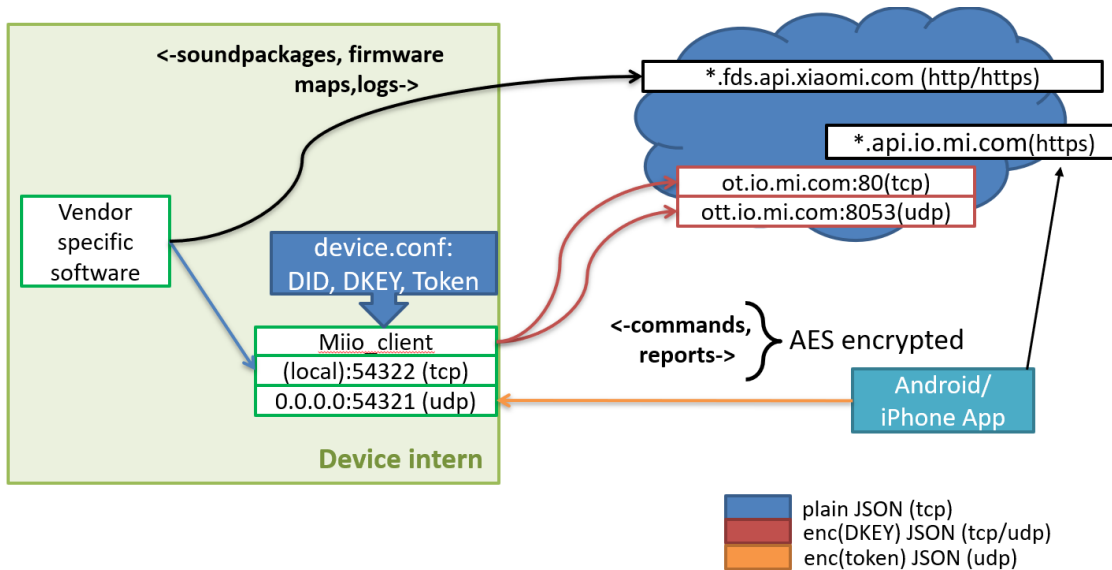 <-soundpackages, firmware
maps,logs->
*.fds.api.xiaomi.com (http/https)
*.api.io.mi.com(https)
ot.io.mi.com:80(tcp)
ott.io.mi.com:8053(udp)
Vendor
specific
software
device.conf:
DID, DKEY, Token
Miio_client
(local):54322 (tcp)
0.0.0.0:54321 (udp)
Device intern
<-commands,
reports->
AES encrypted
Android/
iPhone App
plain JSON (tcp)
enc(DKEY) JSON (tcp/udp)
enc(token) JSON (udp)